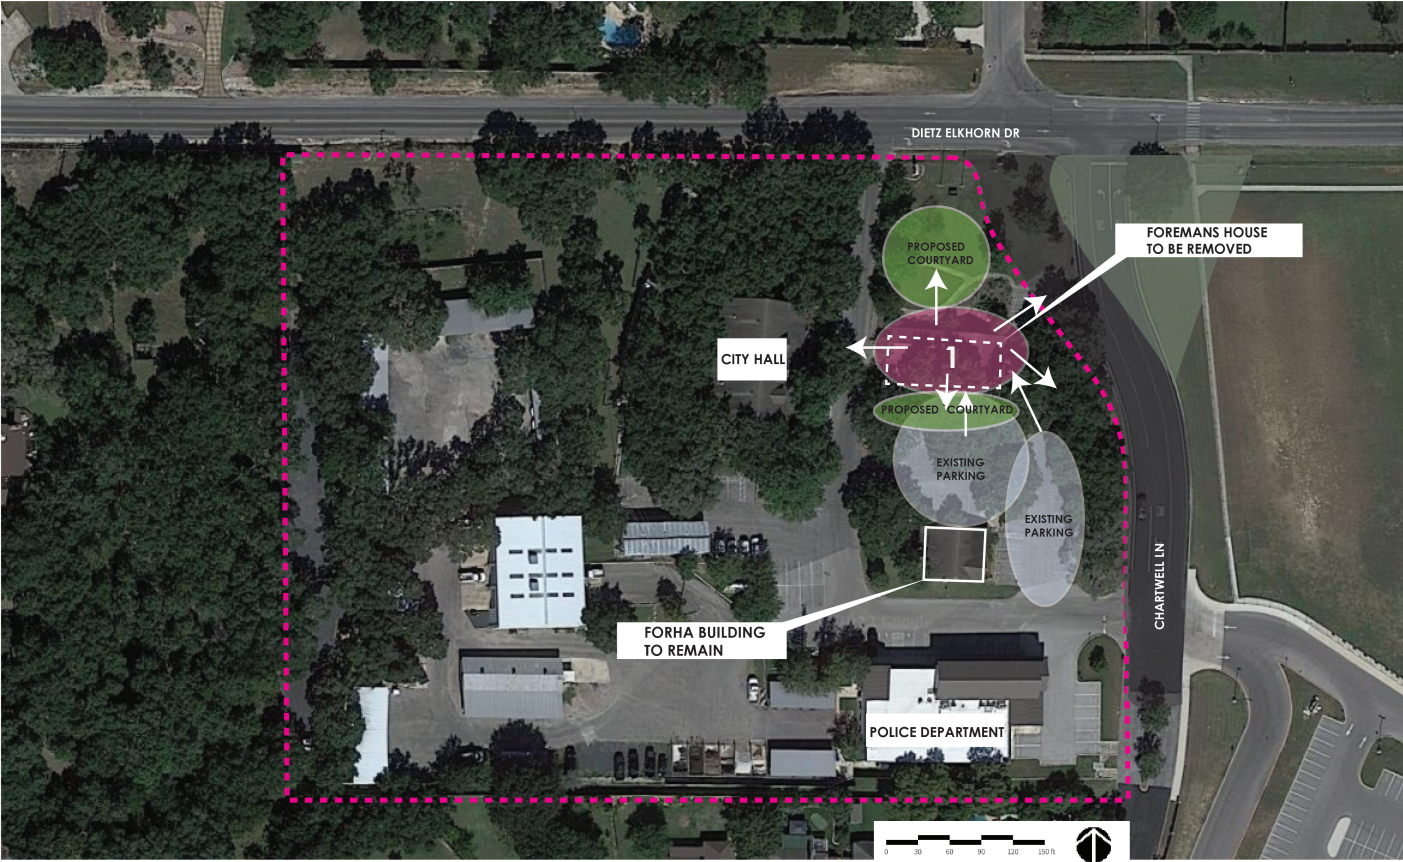 DIETZ ELKHORN DR
FOREMANS HOUSE
TO BE REMOVED
PROPOSED
COURTYARD
1
CITY HALL
PROPOSED COURTYARD
EXISTING
PARKING
EXISTING
PARKING
CHARTWELL LN
FORHA BUILDING
TO REMAIN
POLICE DEPARTMENT
0 30 60 90 120 150 ft